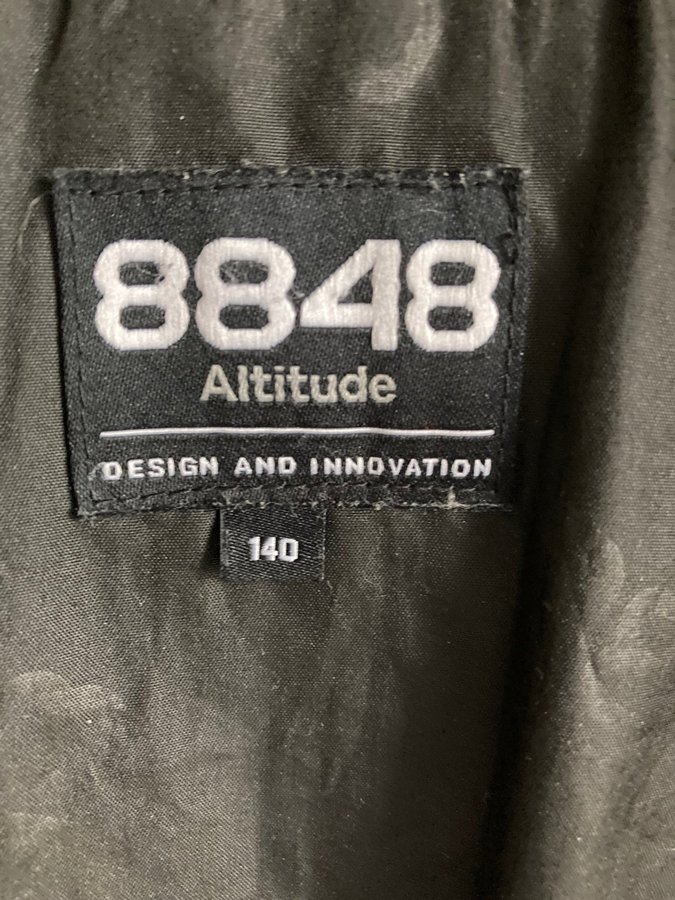 8848
Altitude
DESIGN AND INNOVATION
140